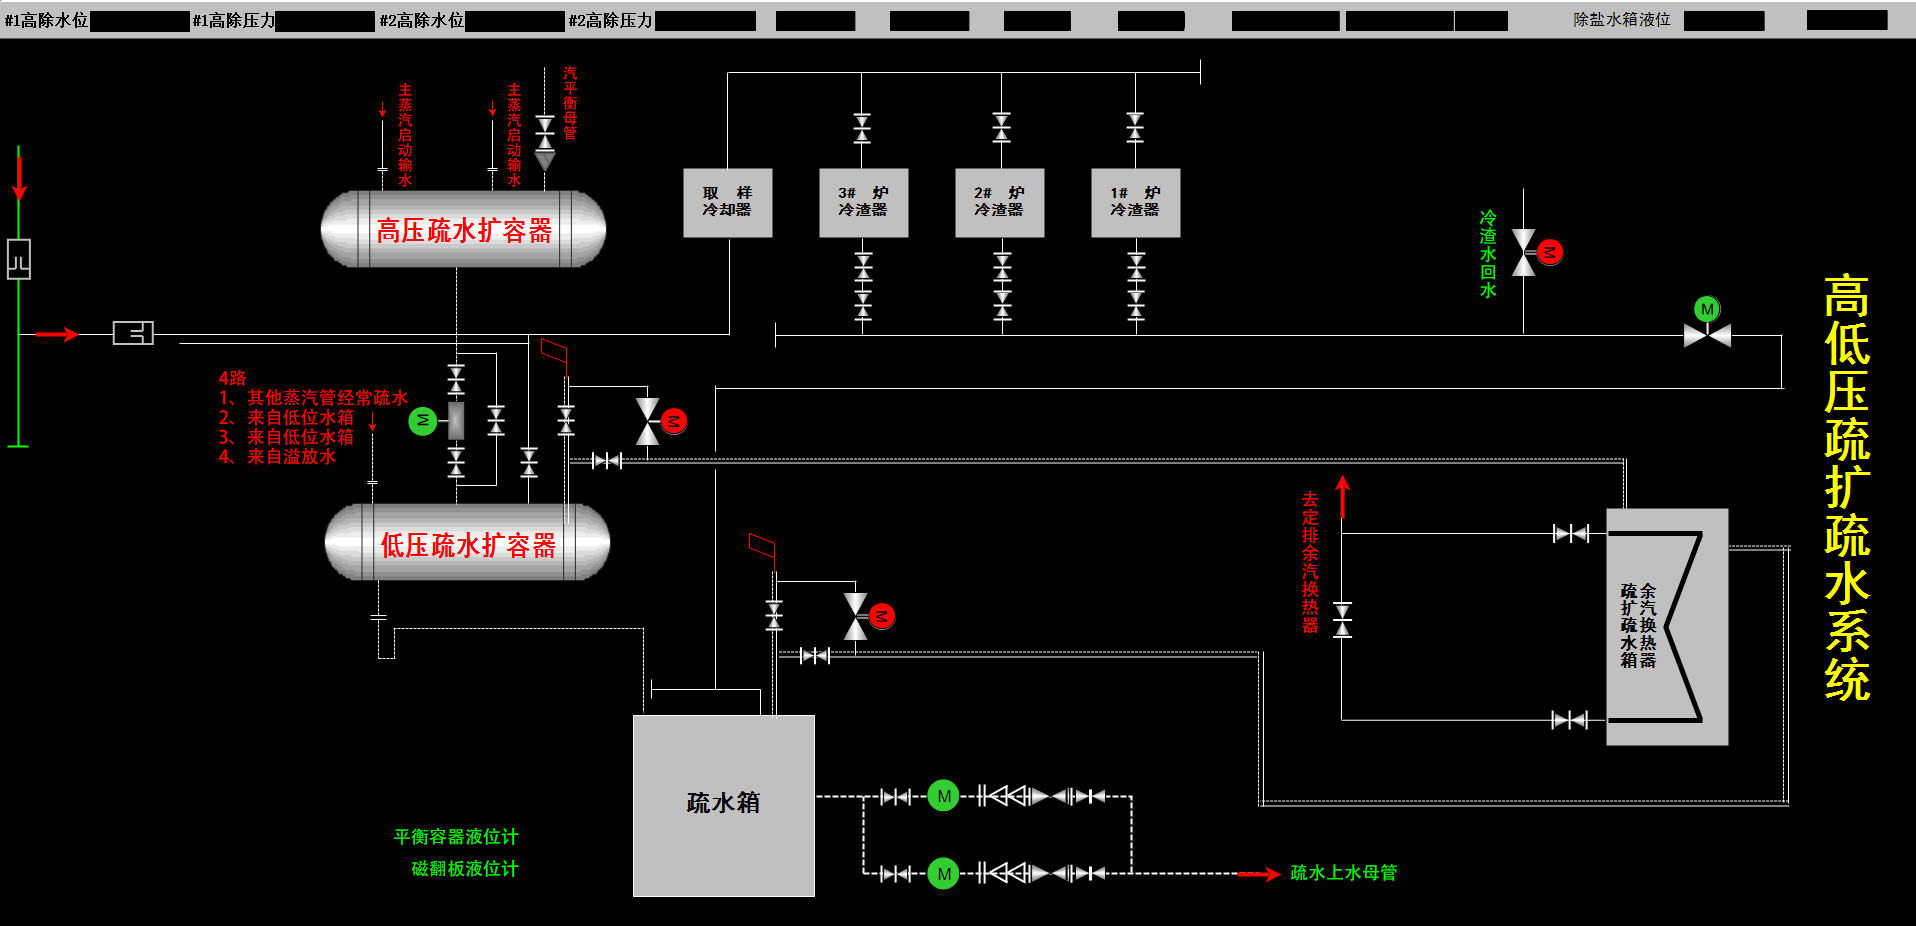 #1高除水位 #1高除压力 #2高除水位 #2高除压力 除盐水箱液位
主蒸汽启动输水
主蒸汽启动输水
汽平衡母管
高压疏水扩容器
取 样
冷却器
3# 炉
冷渣器
2# 炉
冷渣器
1# 炉
冷渣器
冷渣水回水
M
M
高低压疏扩疏水系统
4路
1、其他蒸汽管经常疏水
2、来自低位水箱
3、来自低位水箱
4、来自溢放水
M
M
低压疏水扩容器
去定排余汽换热器
M
疏扩疏水箱
余汽换热器
疏水箱
M
M
疏水上水母管
平衡容器液位计
磁翻板液位计